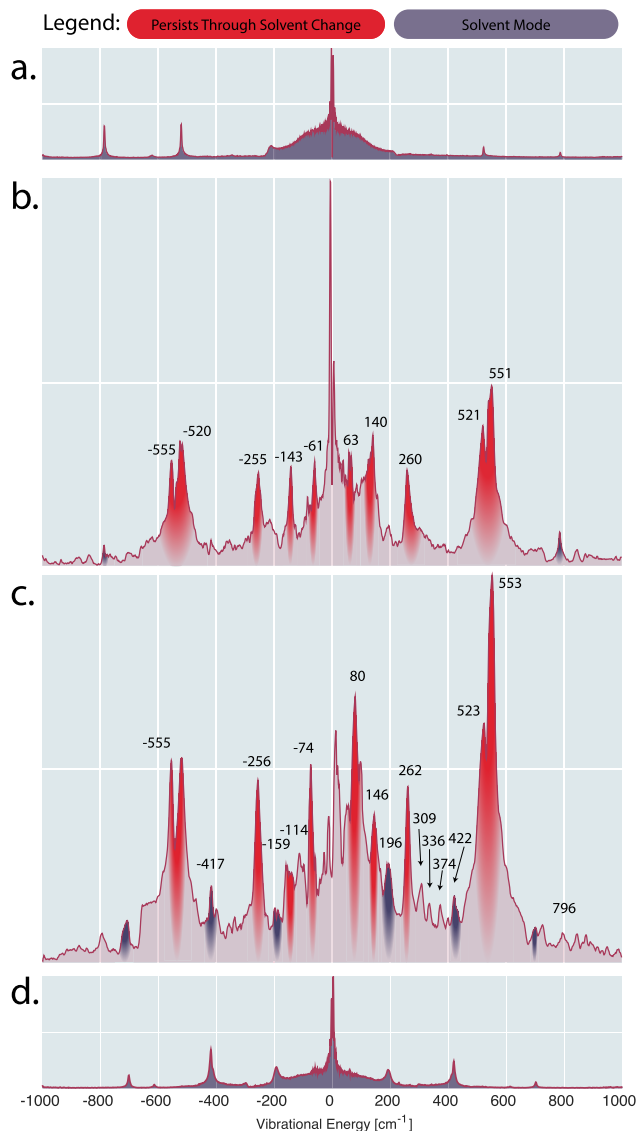 Legend: Persists Through Solvent Change Solvent Mode
a.
b.
551
-520 521
140
-555 -61 63
-255 -143 260
c.
553
80
523
-555
-74
-256 262
146
309
-114
-159 196 336
422
374
-417
796
d.
-1000 -800 -600 -400 -200 0 200 400 600 800 1000
Vibrational Energy [cm⁻¹]